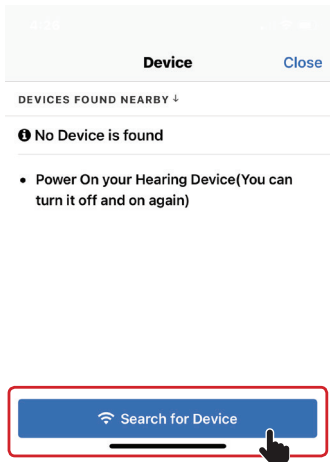 Device
Close
DEVICES FOUND NEARBY ↓
No Device is found
• Power On your Hearing Device(You can
turn it off and on again)
Search for Device